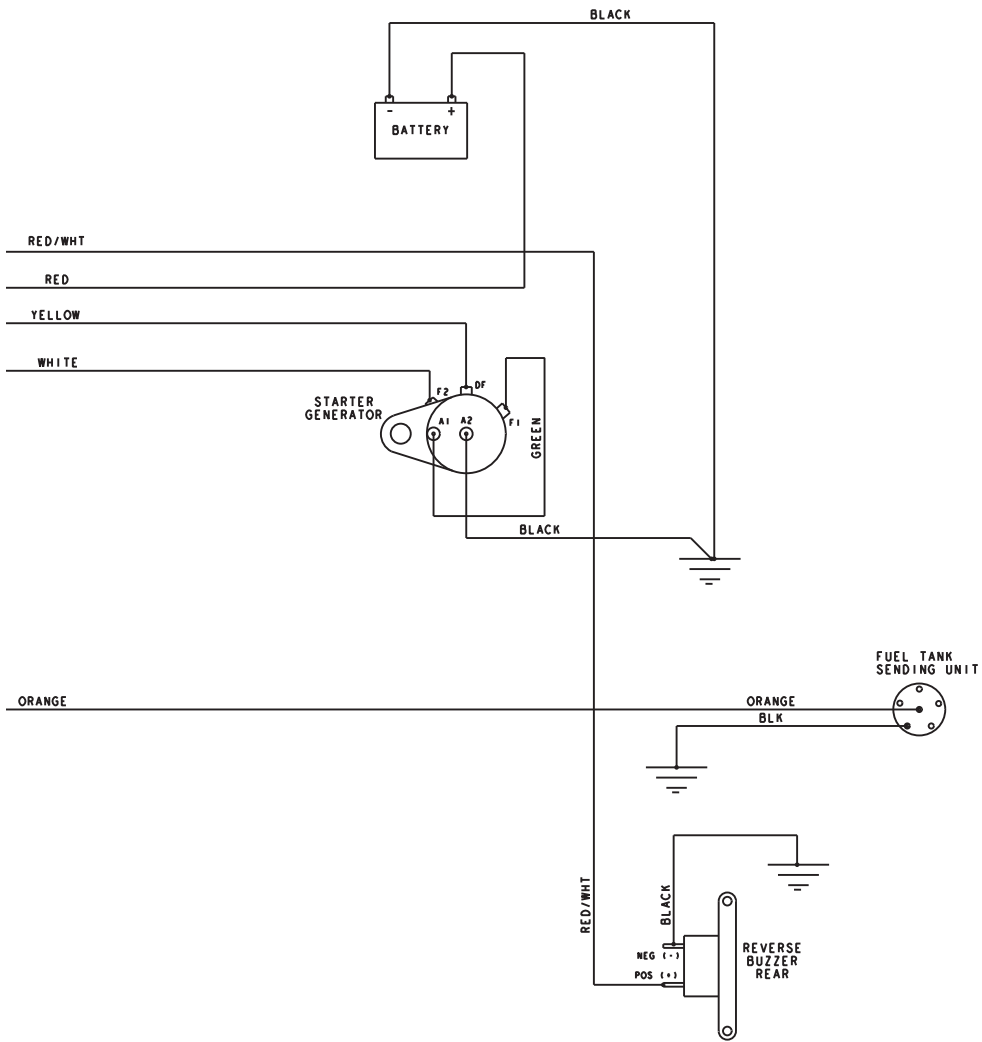 BLACK
- +
BATTERY
RED/WHT
RED
YELLOW
WHITE
F2
DF
STARTER
GENERATOR
A1 A2
F1
GREEN
BLACK
FUEL TANK
SENDING UNIT
ORANGE
ORANGE
BLK
RED/WHT
BLACK
NEG (-)
POS (+)
REVERSE
BUZZER
REAR